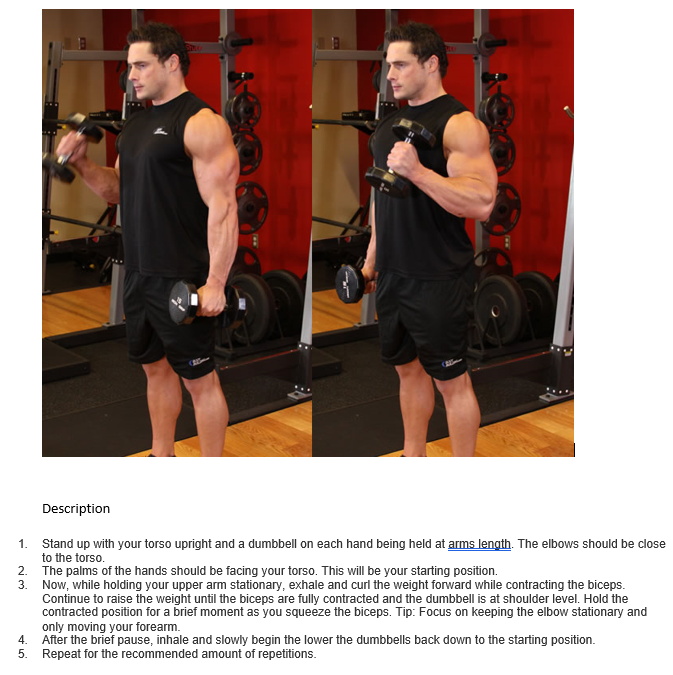 Description
1. Stand up with your torso upright and a dumbbell on each hand being held at arms length. The elbows should be close
to the torso.
2. The palms of the hands should be facing your torso. This will be your starting position.
3. Now, while holding your upper arm stationary, exhale and curl the weight forward while contracting the biceps.
Continue to raise the weight until the biceps are fully contracted and the dumbbell is at shoulder level. Hold the
contracted position for a brief moment as you squeeze the biceps. Tip: Focus on keeping the elbow stationary and
only moving your forearm.
4. After the brief pause, inhale and slowly begin the lower the dumbbells back down to the starting position.
5. Repeat for the recommended amount of repetitions.